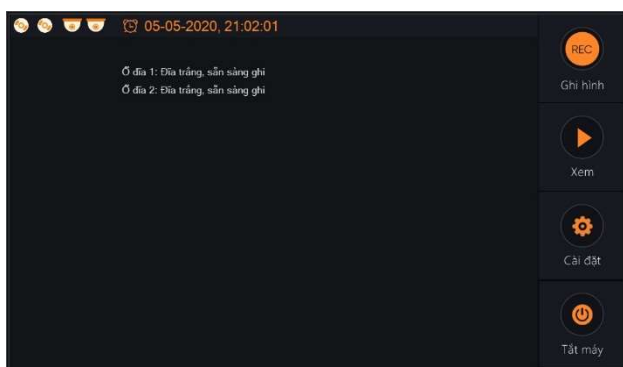 05-05-2020, 21:02:01
Ổ đĩa 1: Đĩa trắng, sẵn sàng ghi
Ổ đĩa 2: Đĩa trắng, sẵn sàng ghi
REC
Ghi hình
Xem
Cài đặt
Tắt máy